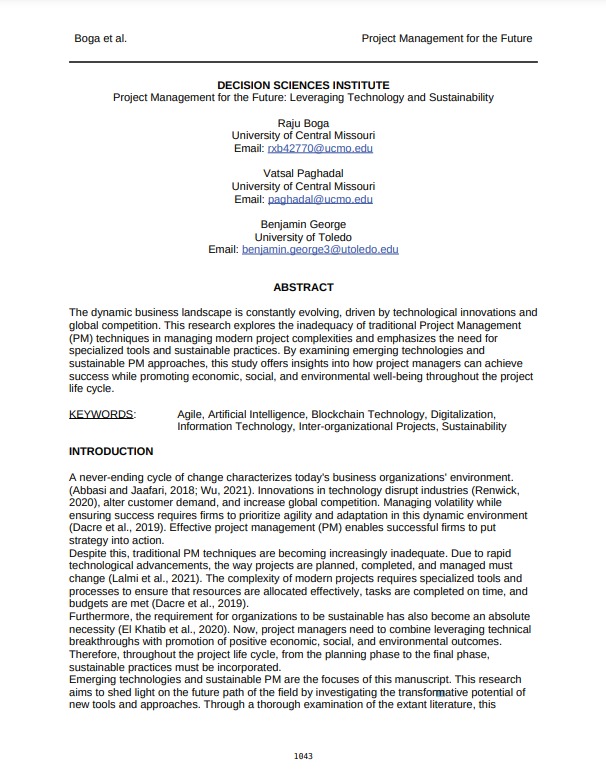 Boga et al. Project Management for the Future
DECISION SCIENCES INSTITUTE
Project Management for the Future: Leveraging Technology and Sustainability
Raju Boga
University of Central Missouri
Email: rxb42770@ucmo.edu
Vatsal Paghadal
University of Central Missouri
Email: paghadal@ucmo.edu
Benjamin George
University of Toledo
Email: benjamin.george3@utoledo.edu
ABSTRACT
The dynamic business landscape is constantly evolving, driven by technological innovations and
global competition. This research explores the inadequacy of traditional Project Management
(PM) techniques in managing modern project complexities and emphasizes the need for
specialized tools and sustainable practices. By examining emerging technologies and
sustainable PM approaches, this study offers insights into how project managers can achieve
success while promoting economic, social, and environmental well-being throughout the project
life cycle.
KEYWORDS: Agile, Artificial Intelligence, Blockchain Technology, Digitalization,
Information Technology, Inter-organizational Projects, Sustainability
INTRODUCTION
A never-ending cycle of change characterizes today's business organizations' environment.
(Abbasi and Jaafari, 2018; Wu, 2021). Innovations in technology disrupt industries (Renwick,
2020), alter customer demand, and increase global competition. Managing volatility while
ensuring success requires firms to prioritize agility and adaptation in this dynamic environment
(Dacre et al., 2019). Effective project management (PM) enables successful firms to put
strategy into action.
Despite this, traditional PM techniques are becoming increasingly inadequate. Due to rapid
technological advancements, the way projects are planned, completed, and managed must
change (Lalmi et al., 2021). The complexity of modern projects requires specialized tools and
processes to ensure that resources are allocated effectively, tasks are completed on time, and
budgets are met (Dacre et al., 2019).
Furthermore, the requirement for organizations to be sustainable has also become an absolute
necessity (El Khatib et al., 2020). Now, project managers need to combine leveraging technical
breakthroughs with promotion of positive economic, social, and environmental outcomes.
Therefore, throughout the project life cycle, from the planning phase to the final phase,
sustainable practices must be incorporated.
Emerging technologies and sustainable PM are the focuses of this manuscript. This research
aims to shed light on the future path of the field by investigating the transformative potential of
new tools and approaches. Through a thorough examination of the extant literature, this
1043